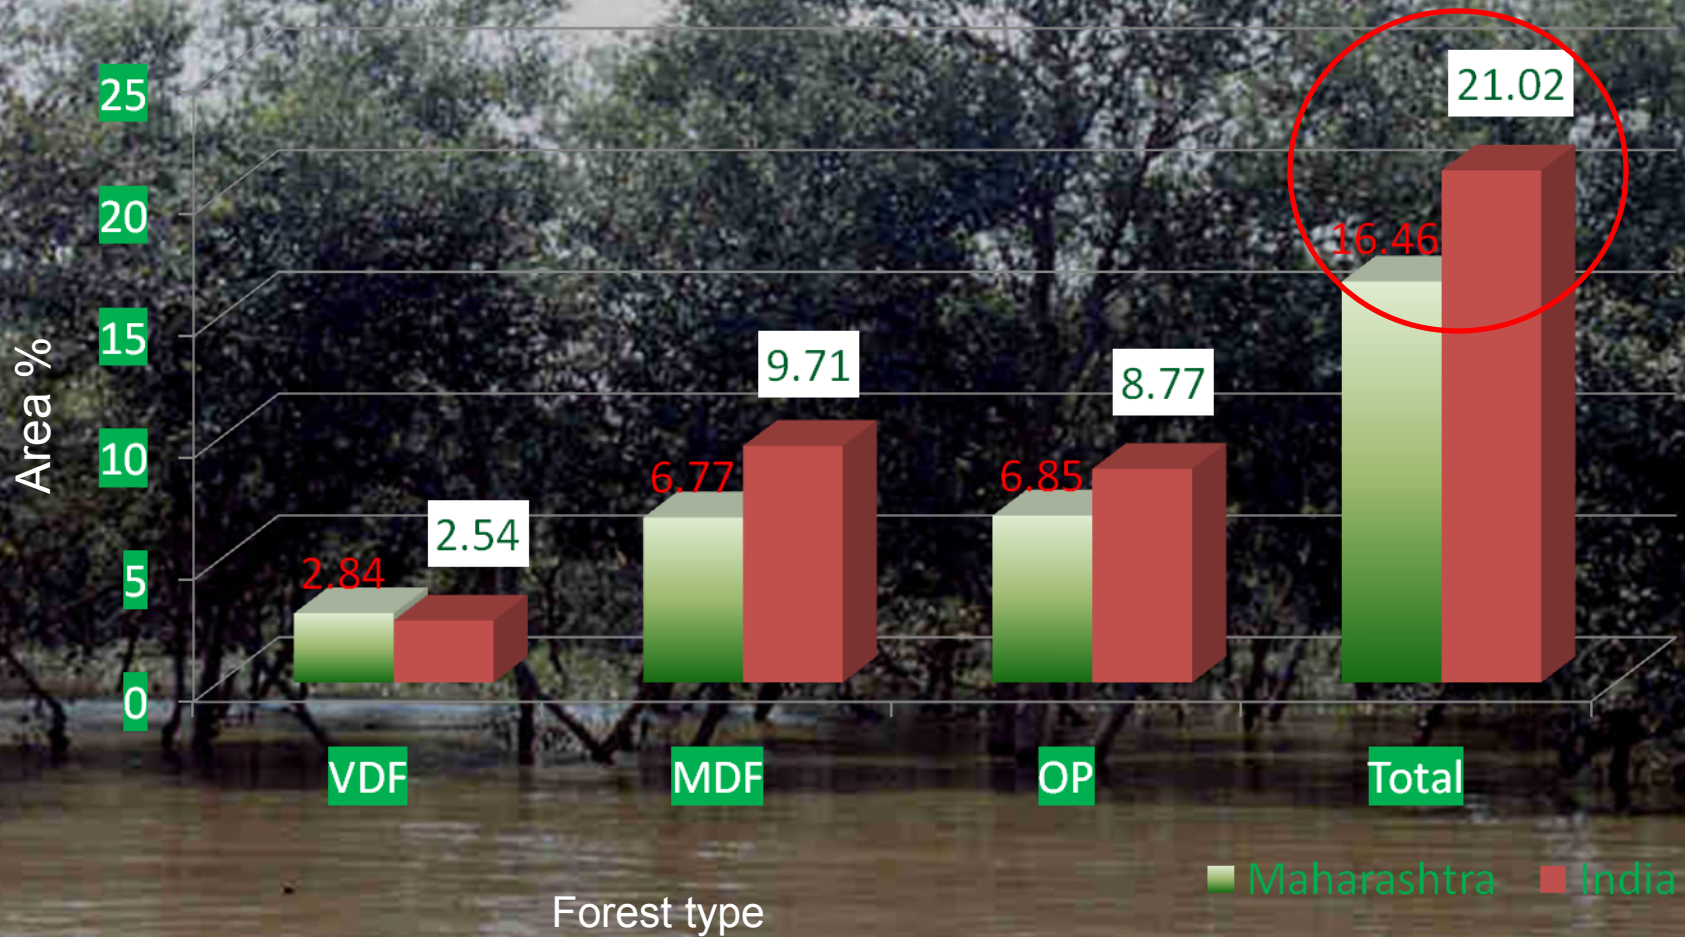 25
20
15
10
5
0
Area %
2.84
2.54
6.77
9.71
6.85
8.77
16.46
21.02
VDF
MDF
OP
Total
Maharashtra
India
Forest type